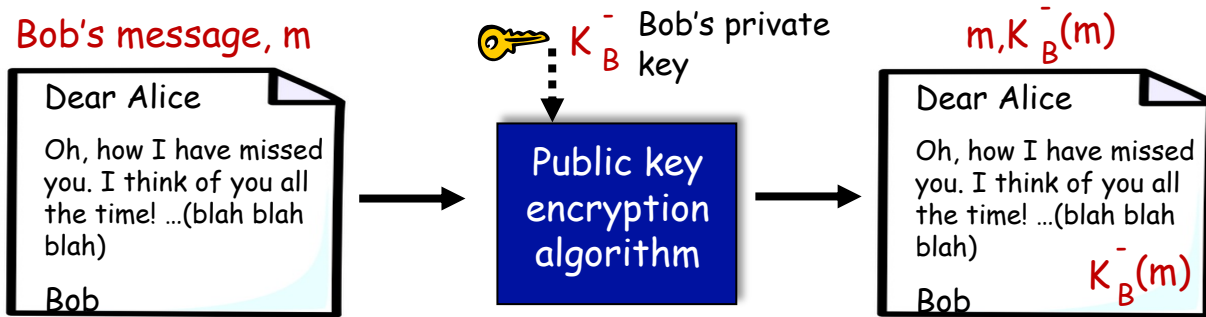 Bob's message, m
Dear Alice
Oh, how I have missed
you. I think of you all
the time! ...(blah blah
blah)
Bob
K B - Bob's private
key
Public key
encryption
algorithm
m,K B -(m)
Dear Alice
Oh, how I have missed
you. I think of you all
the time! ...(blah blah
blah)
K B -(m)
Bob